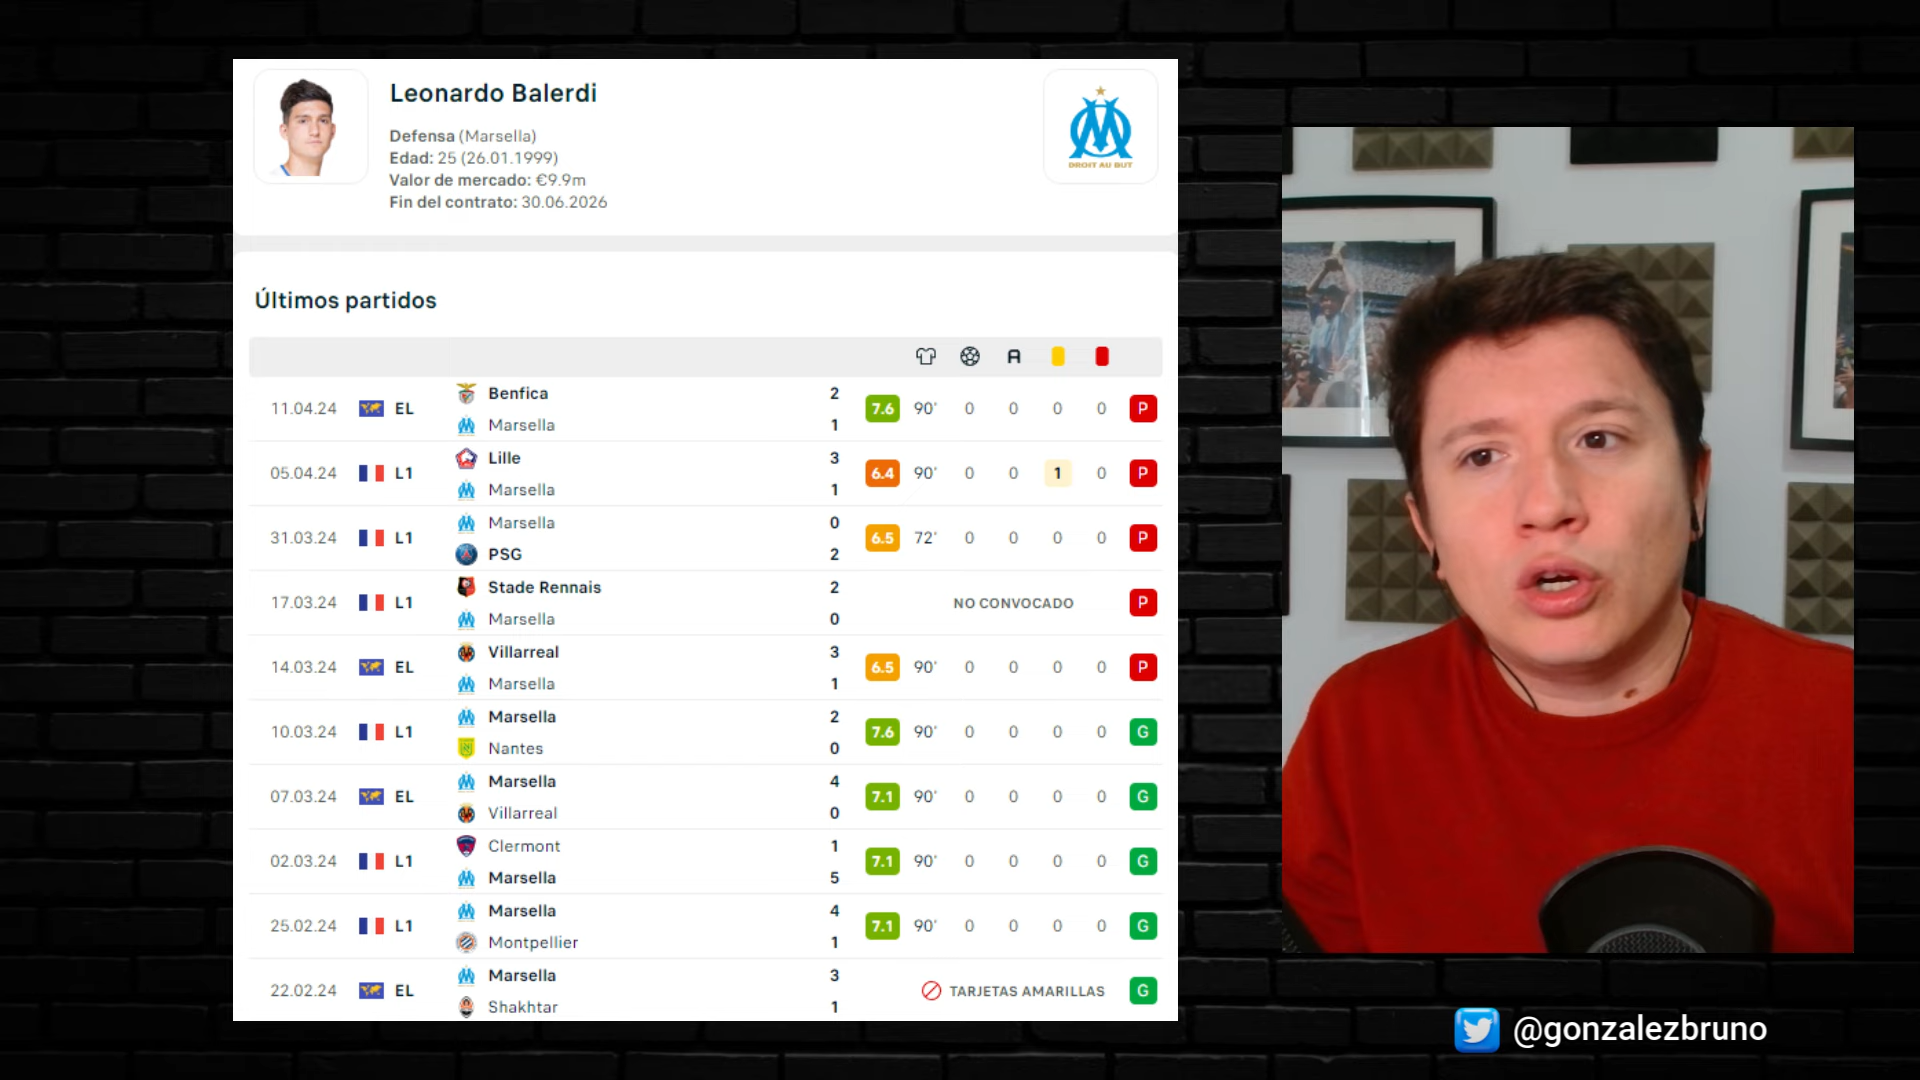 Leonardo Balerdi
Defensa (Marsella)
Edad: 25 (26.01.1999)
Valor de mercado: €9.9m
Fin del contrato: 30.06.2026
DROIT AU BUT
Últimos partidos
A
11.04.24 EL Benfica 2 7.6 90' 0 0 0 0 P
Marsella 1
05.04.24 L1 Lille 3 6.4 90' 0 0 1 0 P
Marsella 1
31.03.24 L1 Marsella 0 6.5 72' 0 0 0 0 P
PSG 2
17.03.24 L1 Stade Rennais 2 NO CONVOCADO P
Marsella 0
14.03.24 EL Villarreal 3 6.5 90' 0 0 0 0 P
Marsella 1
10.03.24 L1 Marsella 2 7.6 90' 0 0 0 0 G
Nantes 0
07.03.24 EL Marsella 4 7.1 90' 0 0 0 0 G
Villarreal 0
02.03.24 L1 Clermont 1 7.1 90' 0 0 0 0 G
Marsella 5
25.02.24 L1 Marsella 4 7.1 90' 0 0 0 0 G
Montpellier 1
22.02.24 EL Marsella 3 TARJETAS AMARILLAS G
Shakhtar 1
@gonzalezbruno